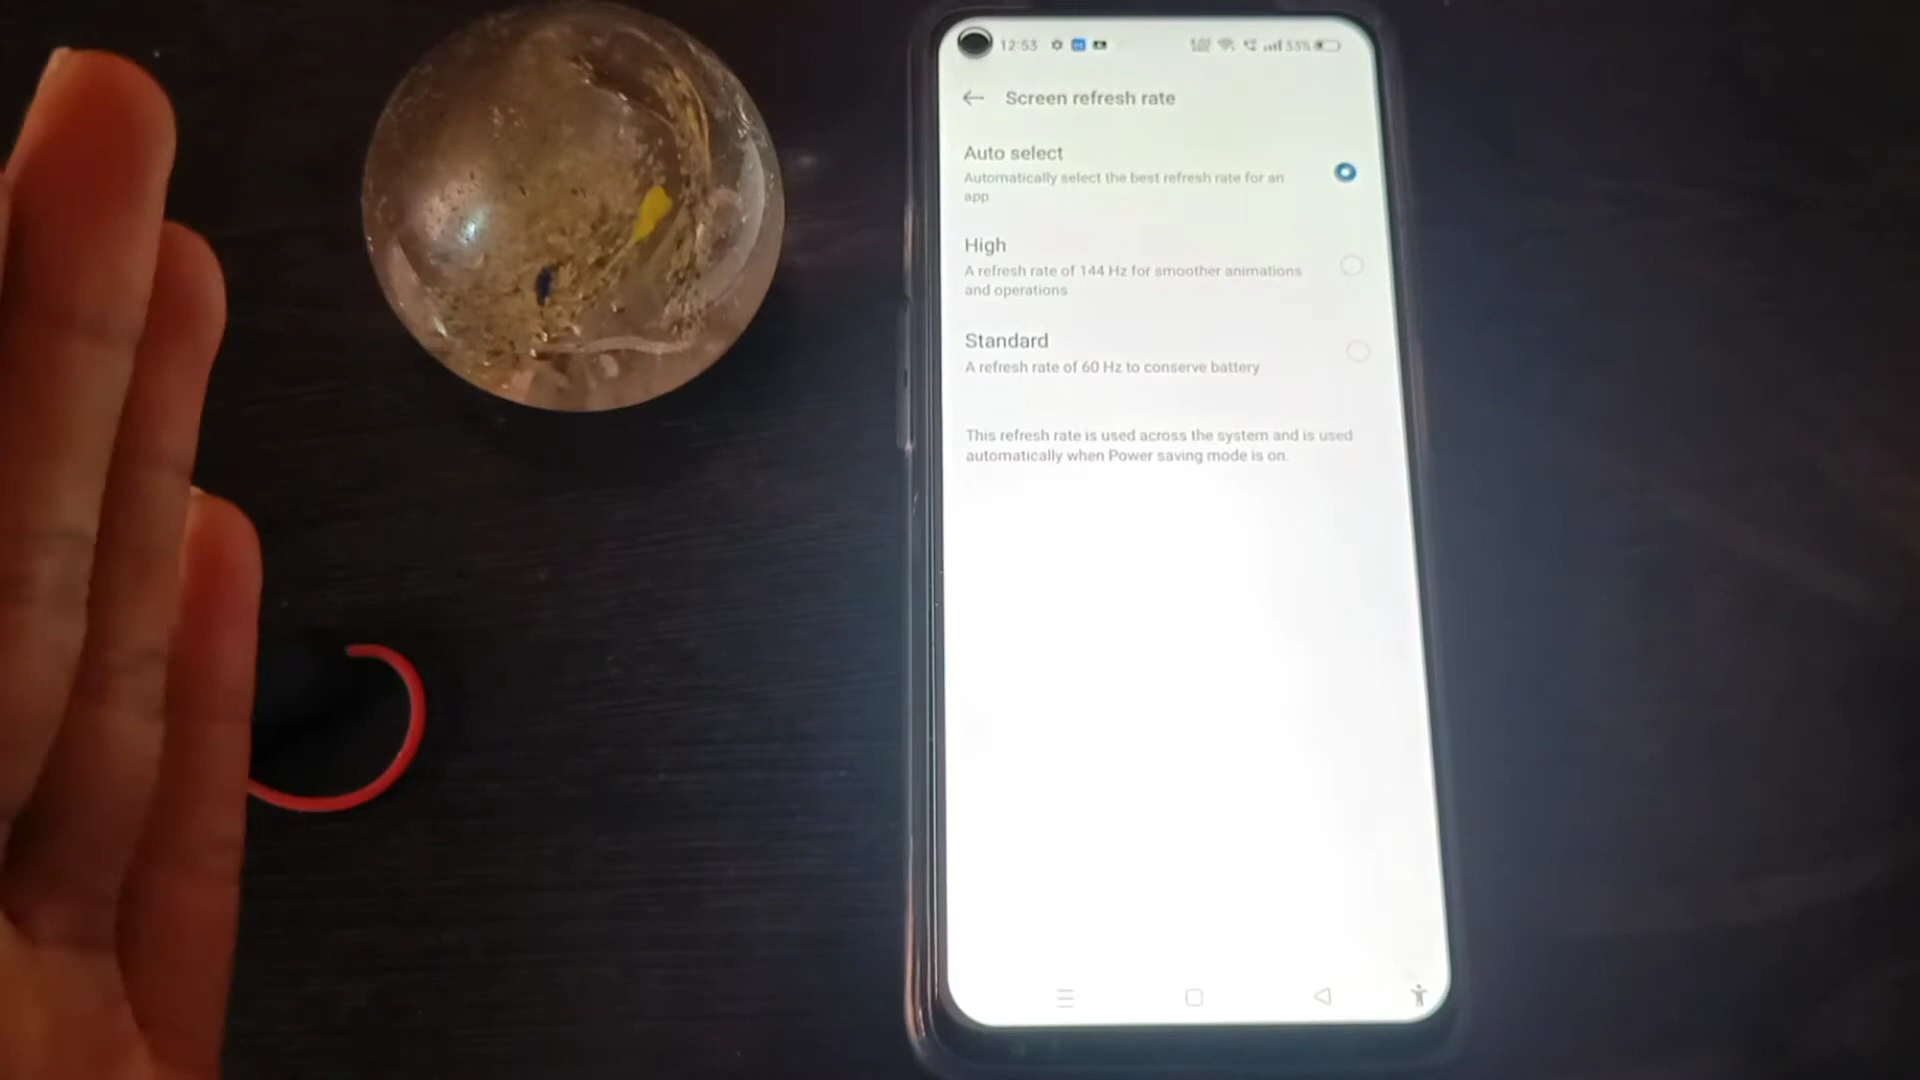 12:53
33%
Screen refresh rate
Auto select
Automatically select the best refresh rate for an
app
High
A refresh rate of 144 Hz for smoother animations
and operations
Standard
A refresh rate of 60 Hz to conserve battery
This refresh rate is used across the system and is used
automatically when Power saving mode is on.